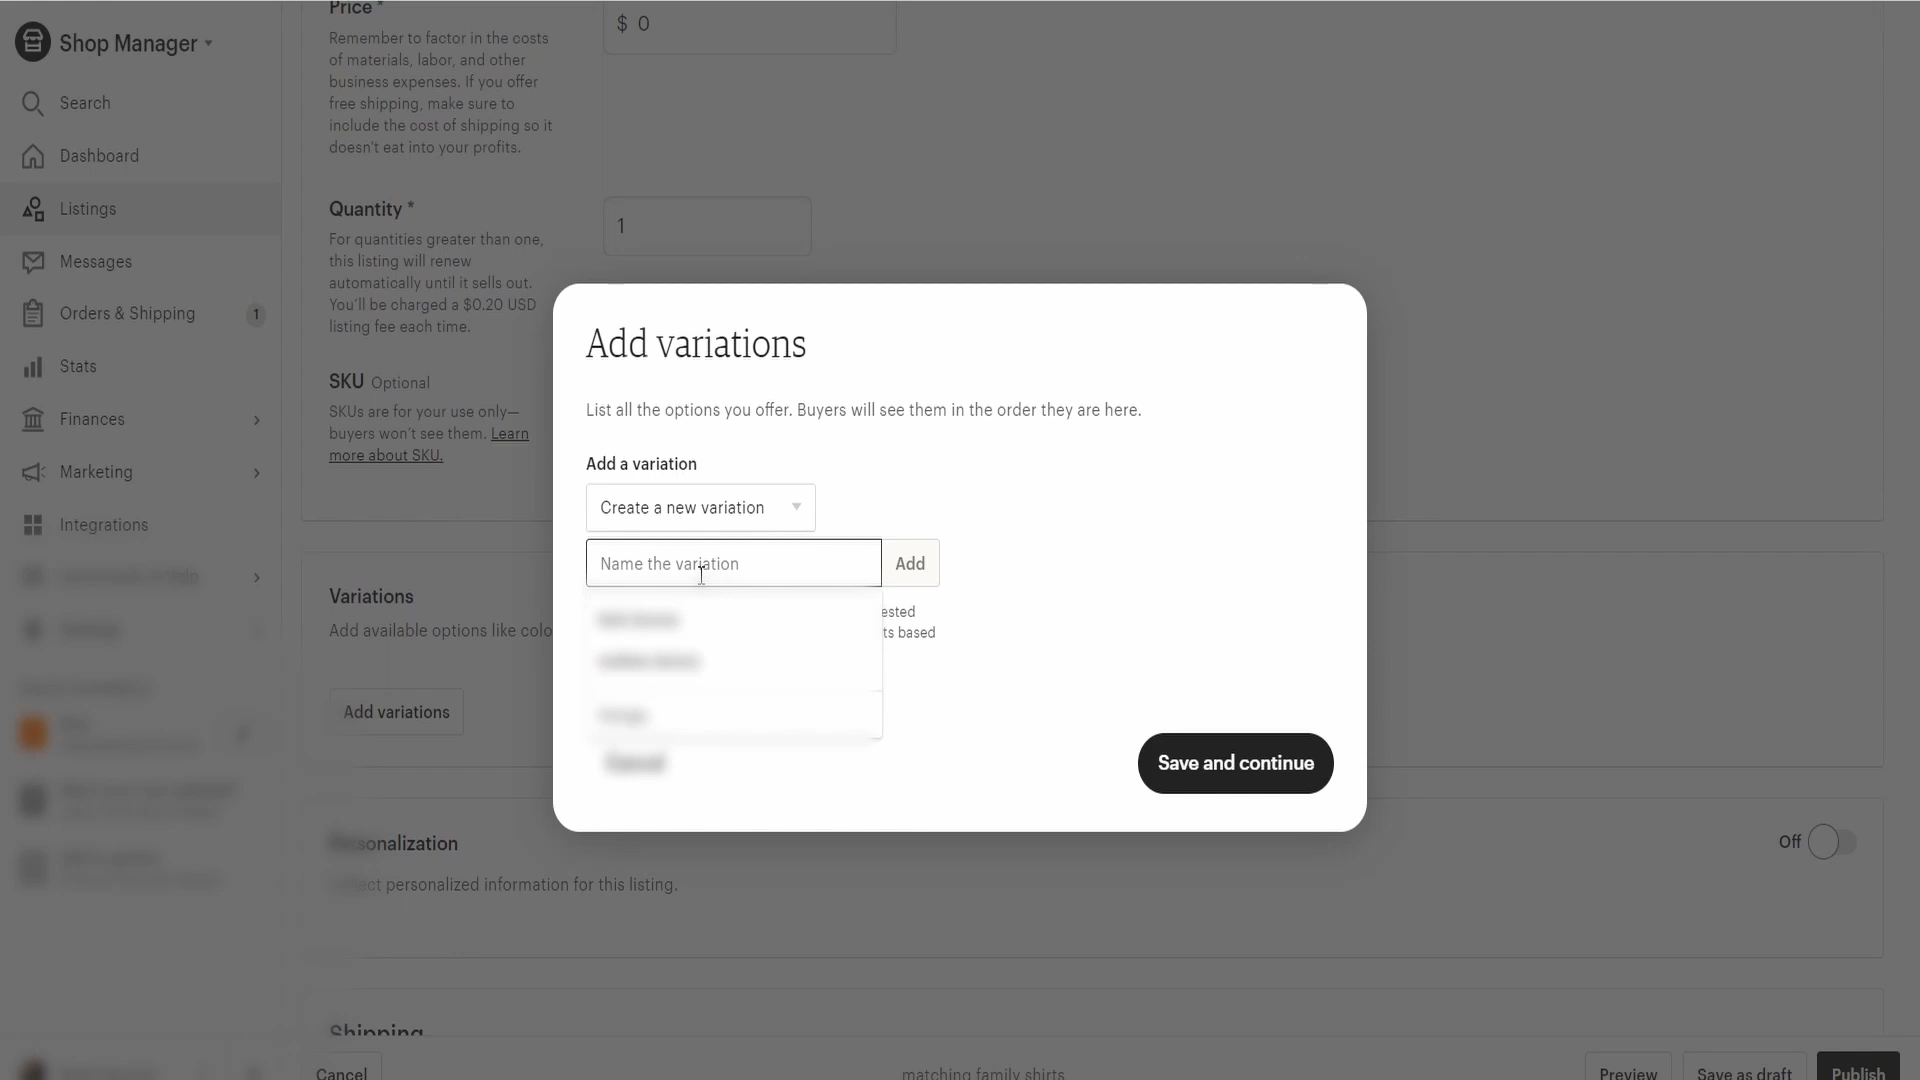 Shop Manager
Search
Dashboard
Listings
Messages
Orders & Shipping
1
Stats
Finances
Marketing
Integrations
Price *
Remember to factor in the costs
of materials, labor, and other
business expenses. If you offer
free shipping, make sure to
include the cost of shipping so it
doesn't eat into your profits.
$ 0
Quantity *
For quantities greater than one,
this listing will renew
automatically until it sells out.
You'll be charged a $0.20 USD
listing fee each time.
1
SKU Optional
SKUs are for your use only—
buyers won't see them. Learn
more about SKU.
Variations
Add available options like colo
Add variations
Add variations
List all the options you offer. Buyers will see them in the order they are here.
Add a variation
Create a new variation
Name the variation
Add
ested
ts based
Cancel
Save and continue
Personalization
personalized information for this listing.
Off
Shipping
Cancel
matching family shirts
Preview
Save as draft
Publish